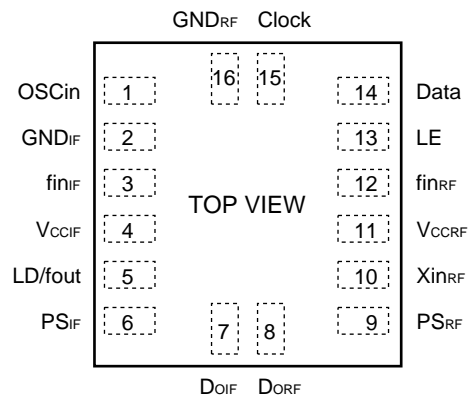 GNDRF Clock
16 15
OSCin 1 14 Data
GNDIF 2 13 LE
finIF 3 12 finRF
TOP VIEW
VCCIF 4 11 VCCRF
LD/fout 5 10 XinRF
PSIF 6 9 PSRF
7 8
DOIF DORF